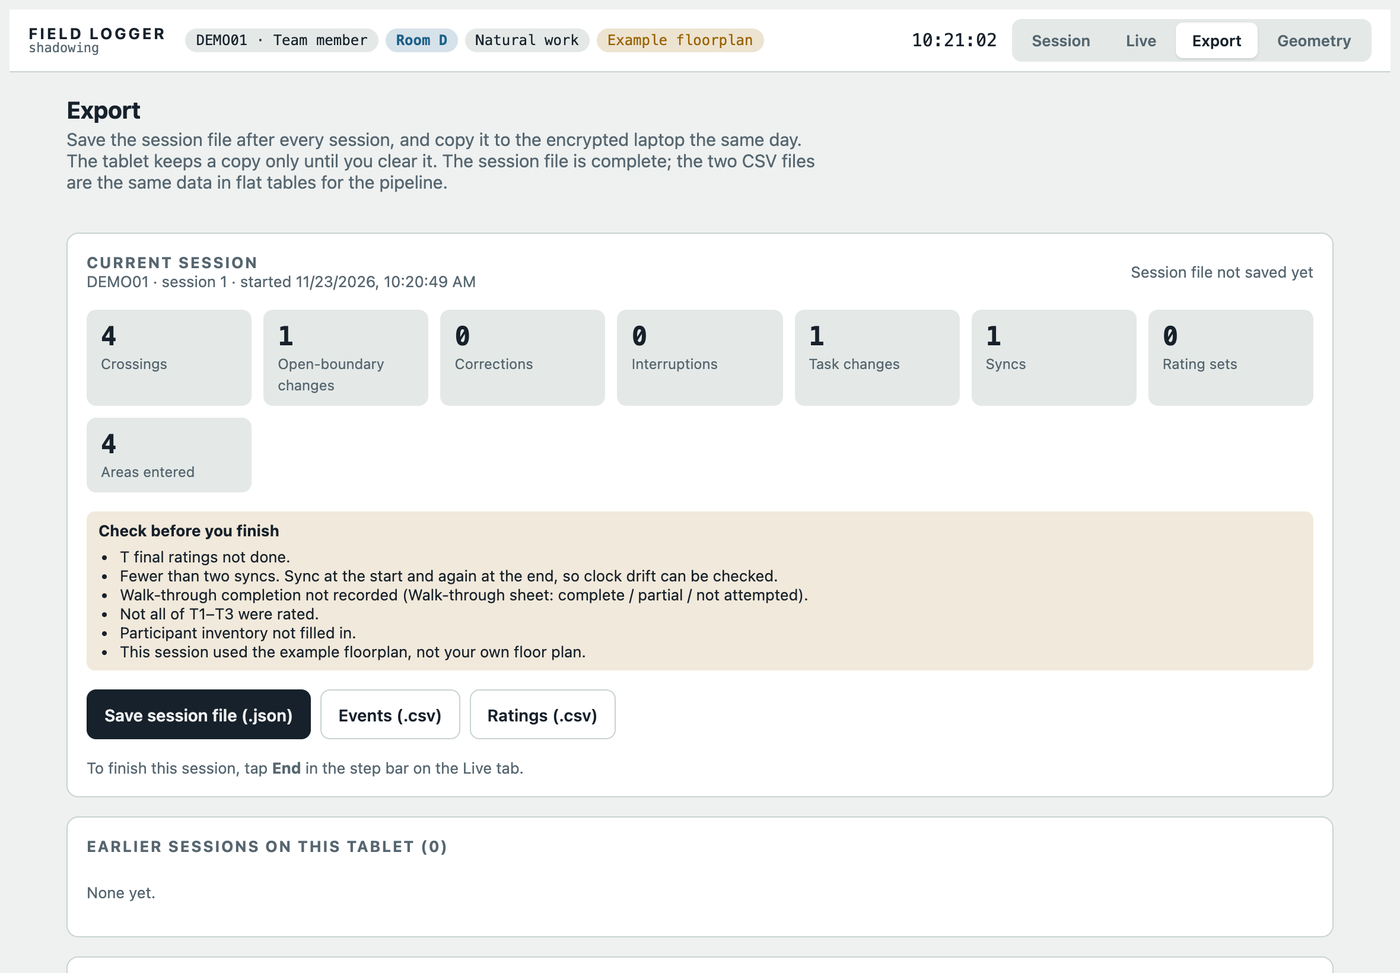 FIELD LOGGER
shadowing
DEMO01 · Team member
Room D
Natural work
Example floorplan
10:21:02
Session
Live
Export
Geometry
Export
Save the session file after every session, and copy it to the encrypted laptop the same day.
The tablet keeps a copy only until you clear it. The session file is complete; the two CSV files
are the same data in flat tables for the pipeline.
CURRENT SESSION
DEMO01 · session 1 · started 11/23/2026, 10:20:49 AM
Session file not saved yet
4
Crossings
1
Open-boundary
changes
0
Corrections
0
Interruptions
1
Task changes
1
Syncs
0
Rating sets
4
Areas entered
Check before you finish
• T final ratings not done.
• Fewer than two syncs. Sync at the start and again at the end, so clock drift can be checked.
• Walk-through completion not recorded (Walk-through sheet: complete / partial / not attempted).
• Not all of T1–T3 were rated.
• Participant inventory not filled in.
• This session used the example floorplan, not your own floor plan.
Save session file (.json)
Events (.csv)
Ratings (.csv)
To finish this session, tap End in the step bar on the Live tab.
EARLIER SESSIONS ON THIS TABLET (0)
None yet.